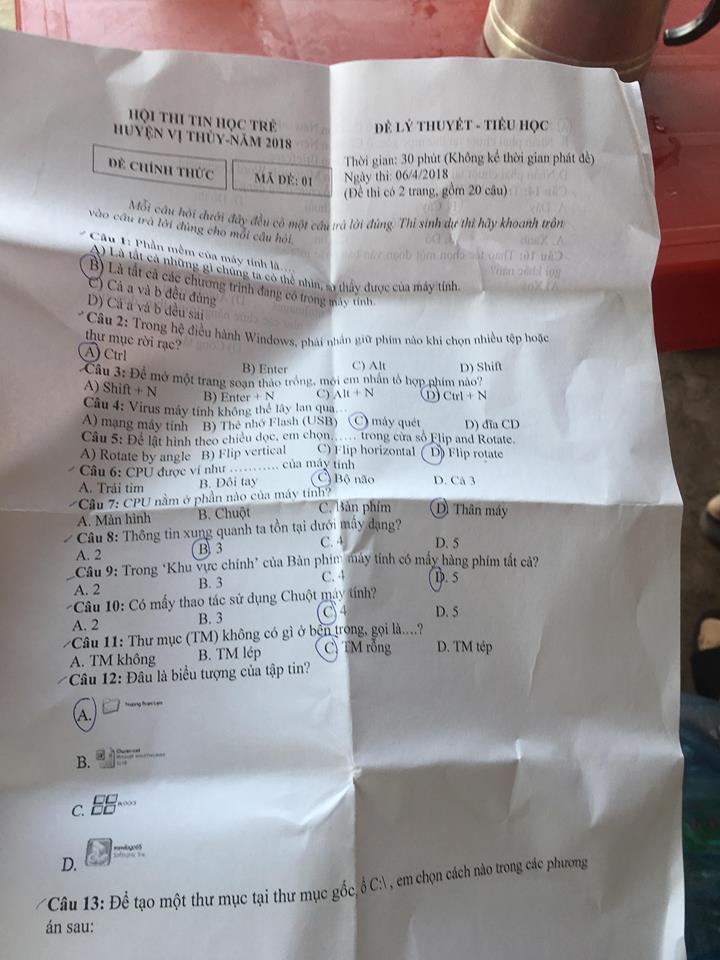 HỘI THI TIN HỌC TRẺ
HUYỆN VỊ THỦY-NĂM 2018
ĐỀ CHÍNH THỨC
MÃ ĐỀ: 01
ĐỀ LÝ THUYẾT - TIỂU HỌC
Thời gian: 30 phút (Không kể thời gian phát đề)
Ngày thi: 06/4/2018
(Đề thi có 2 trang, gồm 20 câu)
Mỗi câu hỏi dưới đây đều có một câu trả lời đúng. Thí sinh dự thi hãy khoanh tròn
vào câu trả lời đúng cho mỗi câu hỏi.
Câu 1: Phần mềm của máy tính là....
A) Là tất cả những gì chúng ta có thể nhìn, sờ thấy được của máy tính.
B) Là tất cả các chương trình đang có trong máy tính.
C) Cả a và b đều đúng
D) Cả a và b đều sai
Câu 2: Trong hệ điều hành Windows, phải nhấn giữ phím nào khi chọn nhiều tệp hoặc
thư mục rời rạc?
A) Ctrl B) Enter C) Alt D) Shift
Câu 3: Để mở một trang soạn thảo trống, mời em nhấn tổ hợp phím nào?
A) Shift + N B) Enter + N C) Alt + N D) Ctrl + N
Câu 4: Virus máy tính không thể lây lan qua...
A) mạng máy tính B) Thẻ nhớ Flash (USB) C) máy quét D) đĩa CD
Câu 5: Để lật hình theo chiều dọc, em chọn...... trong cửa sổ Flip and Rotate.
A) Rotate by angle B) Flip vertical C) Flip horizontal D) Flip rotate
Câu 6: CPU được ví như .......... của máy tính
A. Trái tim B. Đôi tay C. Bộ não D. Cả 3
Câu 7: CPU nằm ở phần nào của máy tính?
A. Màn hình B. Chuột C. Bàn phím D. Thân máy
Câu 8: Thông tin xung quanh ta tồn tại dưới mấy dạng?
A. 2 B. 3 C. 4 D. 5
Câu 9: Trong ‘Khu vực chính’ của Bàn phím máy tính có mấy hàng phím tất cả?
A. 2 B. 3 C. 4 D. 5
Câu 10: Có mấy thao tác sử dụng Chuột máy tính?
A. 2 B. 3 C. 4 D. 5
Câu 11: Thư mục (TM) không có gì ở bên trong, gọi là....?
A. TM không B. TM lép C. TM rỗng D. TM tép
Câu 12: Đâu là biểu tượng của tập tin?
A.
B.
C. BLOCKS
D.
Câu 13: Để tạo một thư mục tại thư mục gốc, ổ C:\ , em chọn cách nào trong các phương
án sau: